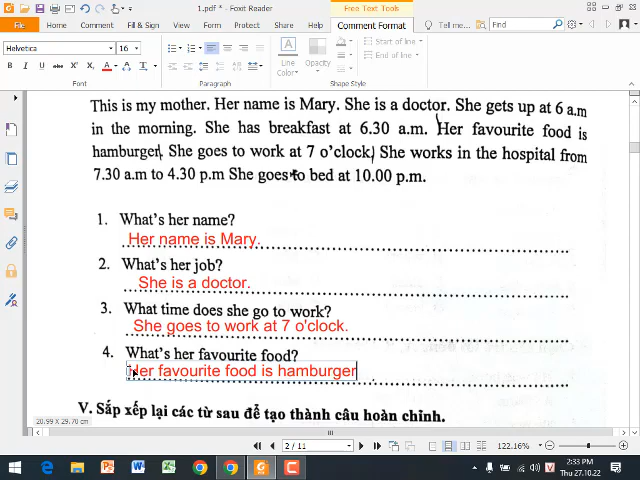 1.pdf * - Foxit Reader
Free Text Tools
File Home Comment View Form Protect Share Help Comment Format Tell me... Find
Helvetica 16 Start of line
B I U abc X² X₂ A End of line
Line Color Opacity
Font Paragraph Style
This is my mother. Her name is Mary. She is a doctor. She gets up at 6 a.m
in the morning. She has breakfast at 6.30 a.m. Her favourite food is
hamburger. She goes to work at 7 o'clock. She works in the hospital from
7.30 a.m to 4.30 p.m She goes to bed at 10.00 p.m.
1. What's her name?
Her name is Mary.
2. What's her job?
She is a doctor.
3. What time does she go to work?
She goes to work at 7 o'clock.
4. What's her favourite food?
Her favourite food is hamburger
V. Sắp xếp lại các từ sau để tạo thành câu hoàn chỉnh.
20.99 x 29.70 cm
2 / 11 122.16%
2:33 PM
Thu 27.10.22